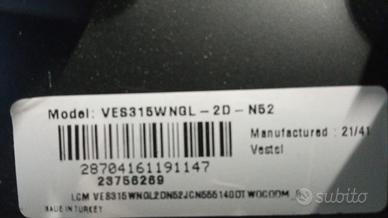 Model: VES315WNGL-2D-N52
Manufactured : 21/41
Vestel
28704161191147
23756269
MADE IN TURKEY
subito